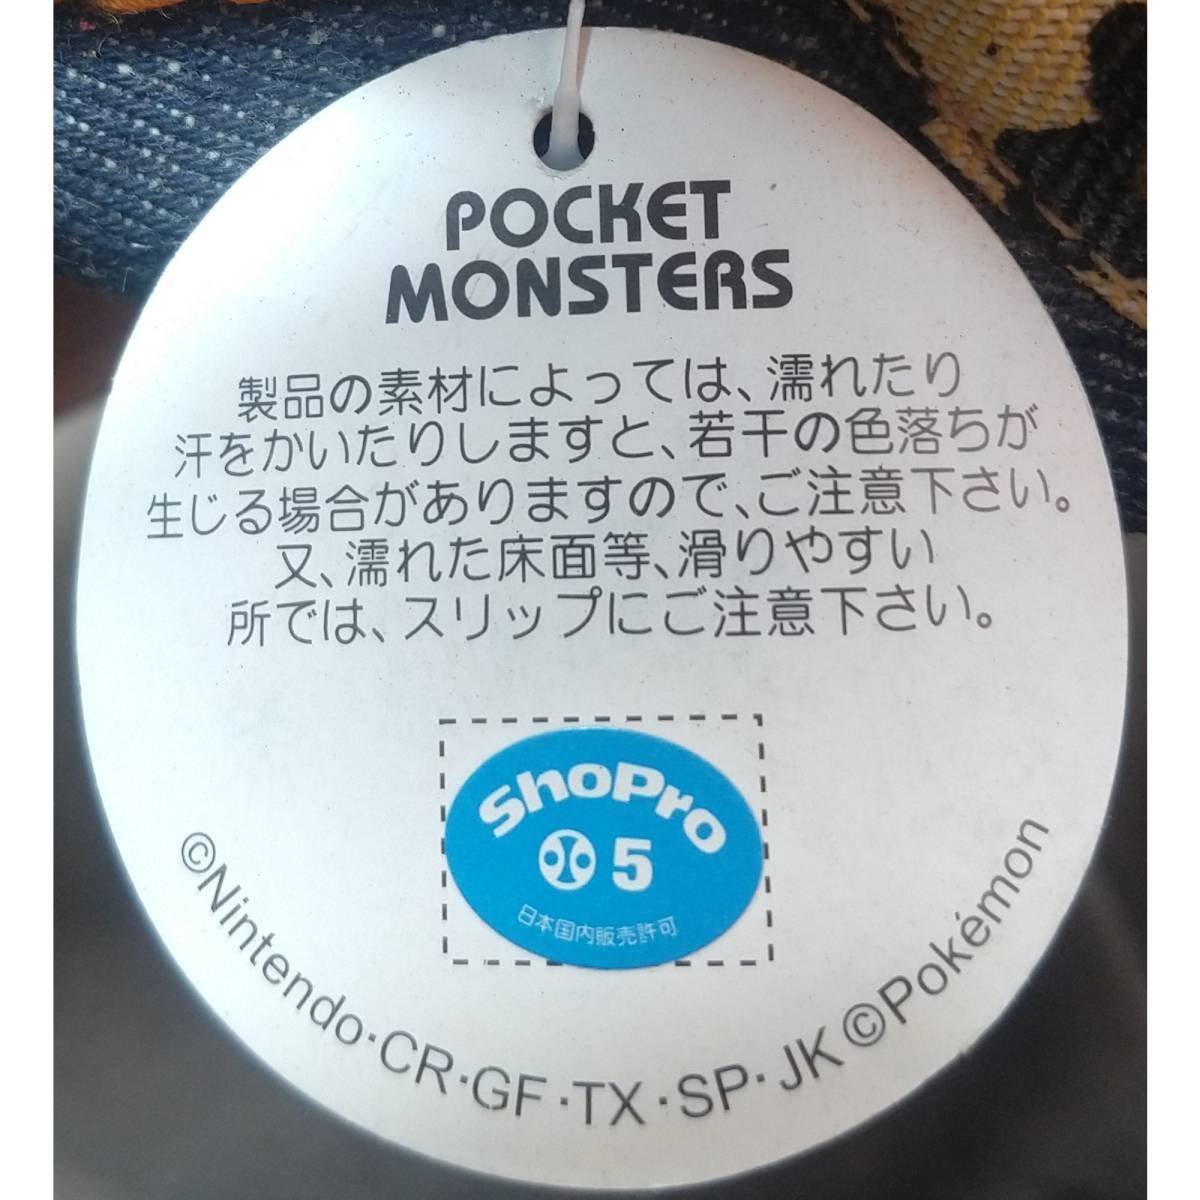 POCKET
MONSTERS
製品の素材によっては、濡れたり
汗をかいたりしますと、若干の色落ちが
生じる場合がありますので、ご注意下さい。
又、濡れた床面等、滑りやすい
所では、スリップにご注意下さい。
ShoPro
5
日本国内販売許可
©Nintendo·CR·GF·TX·SP·JK ©Pokémon